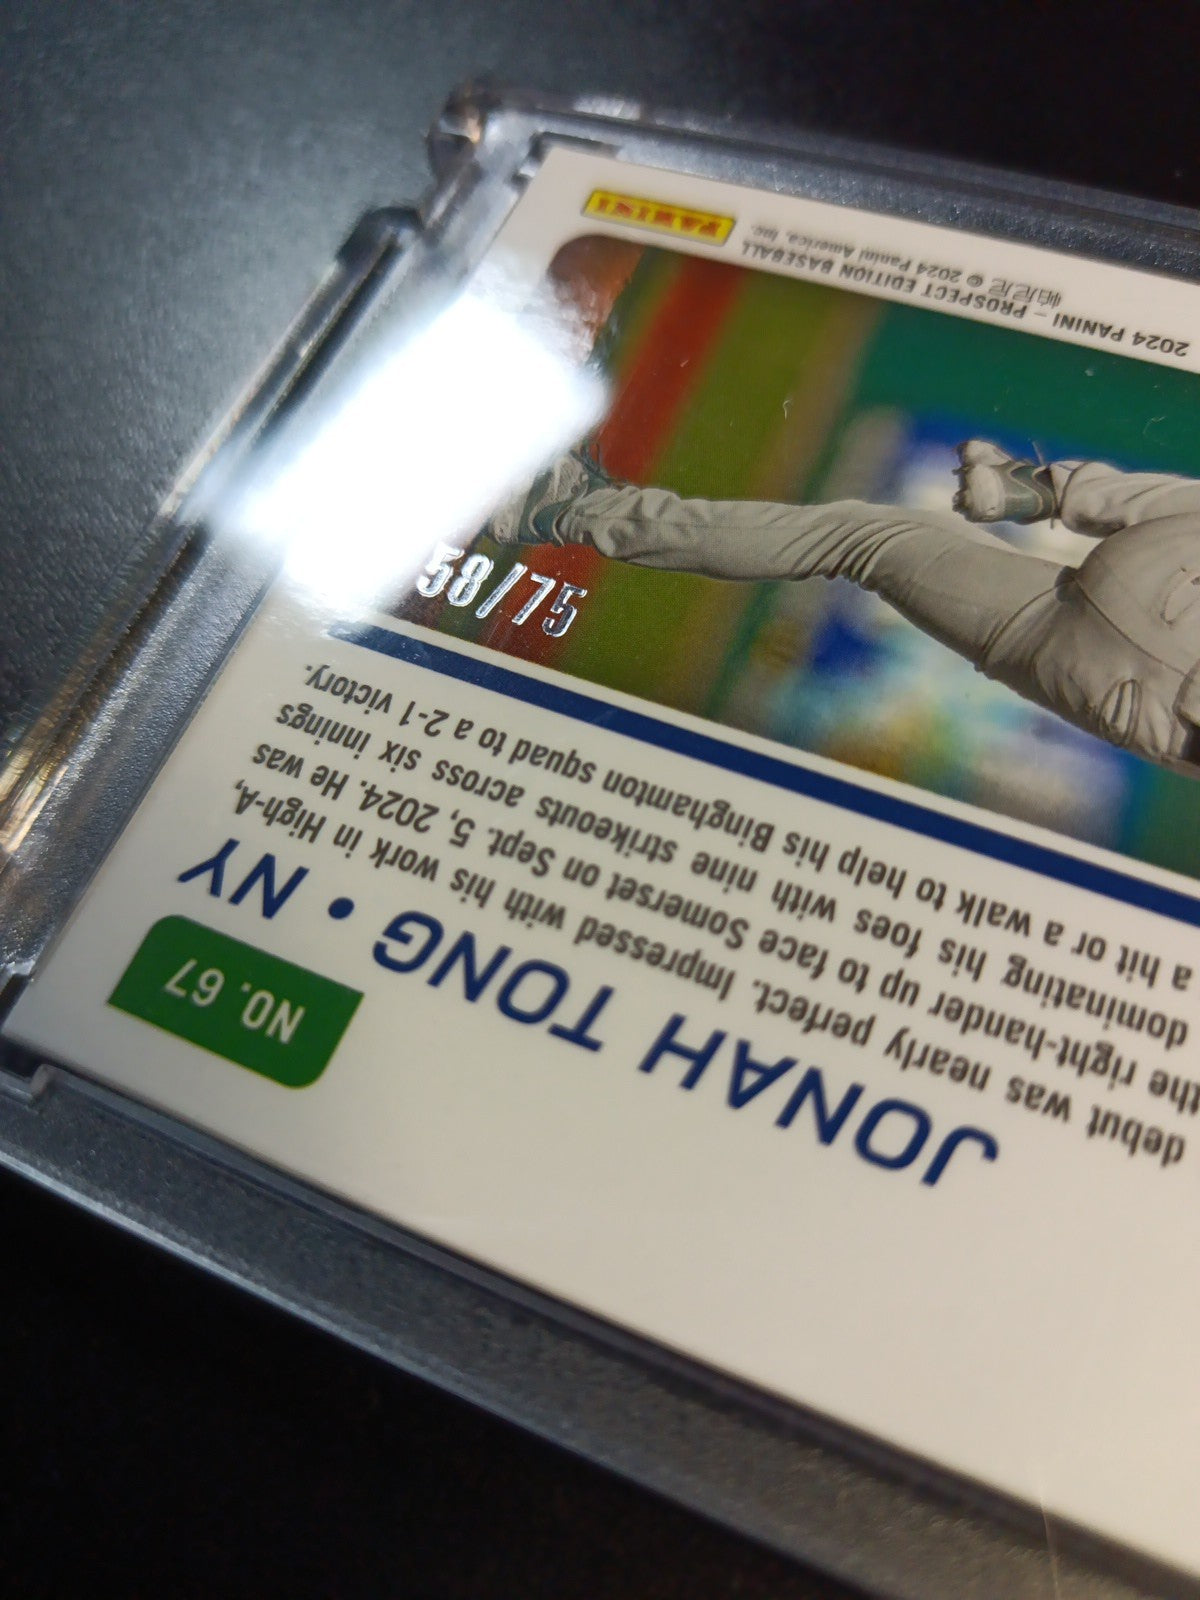 NO. 67
JONAH TONG • NY
Impressed with his work in High-A,
debut was nearly perfect.
the right-hander up to face Somerset on Sept. 5, 2024. He was
dominating his foes with nine strikeouts across six innings
a hit or a walk to help his Binghamton squad to a 2-1 victory.
58/75
2024 PANINI – PROSPECT EDITION BASEBALL
帕尼尼 © 2024 Panini America, Inc.
PANINI